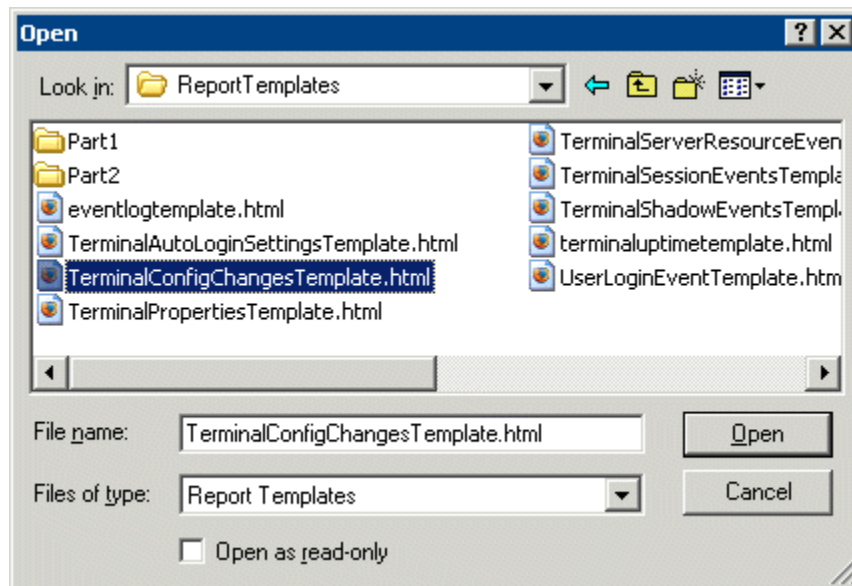 Open
Look in: ReportTemplates
Part1
Part2
eventlogtemplate.html
TerminalAutoLoginSettingsTemplate.html
TerminalConfigChangesTemplate.html
TerminalPropertiesTemplate.html
TerminalServerResourceEven
TerminalSessionEventsTempla
TerminalShadowEventsTempl
terminaluptimetemplate.html
UserLoginEventTemplate.htm
File name: TerminalConfigChangesTemplate.html Open
Files of type: Report Templates Cancel
Open as read-only